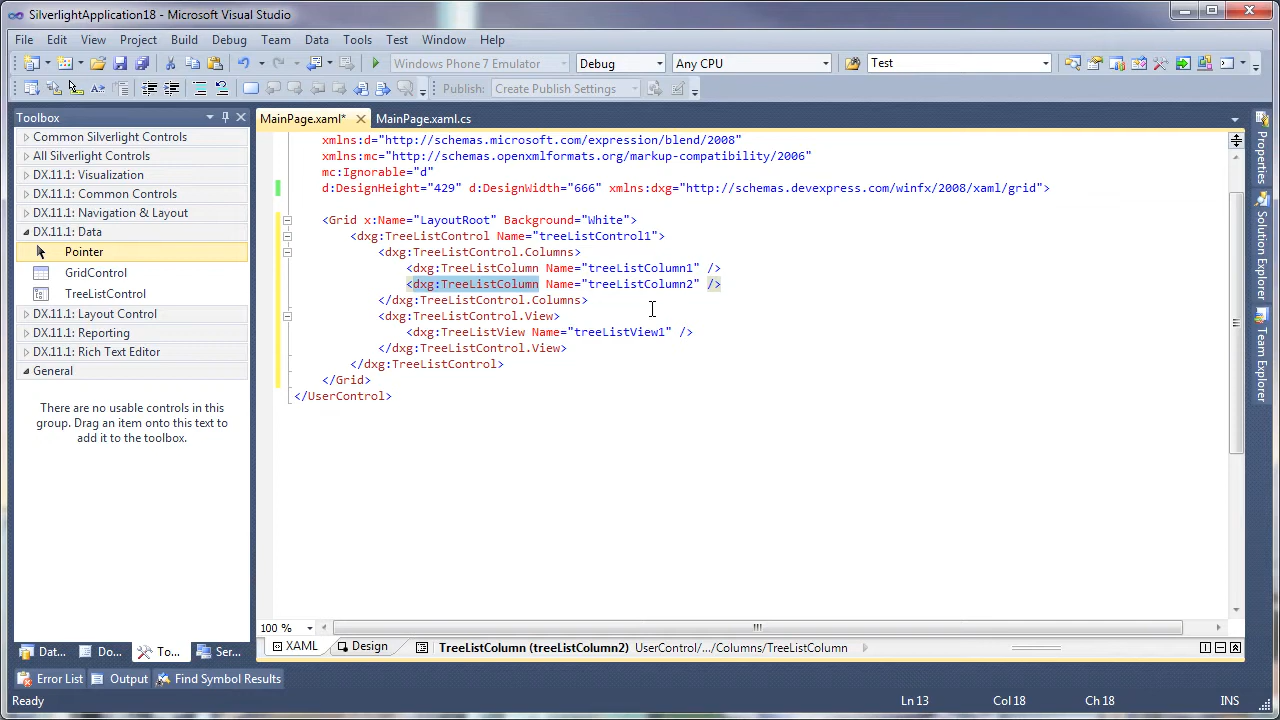 SilverlightApplication18 - Microsoft Visual Studio
File Edit View Project Build Debug Team Data Tools Test Window Help
Windows Phone 7 Emulator Debug Any CPU Test
Publish: Create Publish Settings
Toolbox
MainPage.xaml* MainPage.xaml.cs
Common Silverlight Controls
All Silverlight Controls
DX.11.1: Visualization
DX.11.1: Common Controls
DX.11.1: Navigation & Layout
DX.11.1: Data
Pointer
GridControl
TreeListControl
DX.11.1: Layout Control
DX.11.1: Reporting
DX.11.1: Rich Text Editor
General
There are no usable controls in this
group. Drag an item onto this text to
add it to the toolbox.
xmlns:d="http://schemas.microsoft.com/expression/blend/2008"
xmlns:mc="http://schemas.openxmlformats.org/markup-compatibility/2006"
mc:Ignorable="d"
d:DesignHeight="429" d:DesignWidth="666" xmlns:dxg="http://schemas.devexpress.com/winfx/2008/xaml/grid">
<Grid x:Name="LayoutRoot" Background="White">
<dxg:TreeListControl Name="treeListControl1">
<dxg:TreeListControl.Columns>
<dxg:TreeListColumn Name="treeListColumn1" />
<dxg:TreeListColumn Name="treeListColumn2" />
</dxg:TreeListControl.Columns>
<dxg:TreeListControl.View>
<dxg:TreeListView Name="treeListView1" />
</dxg:TreeListControl.View>
</dxg:TreeListControl>
</Grid>
</UserControl>
Properties
Solution Explorer
Team Explorer
100 %
Dat... Do... To... Ser...
XAML Design TreeListColumn (treeListColumn2) UserControl/.../Columns/TreeListColumn
Error List Output Find Symbol Results
Ready Ln 13 Col 18 Ch 18 INS